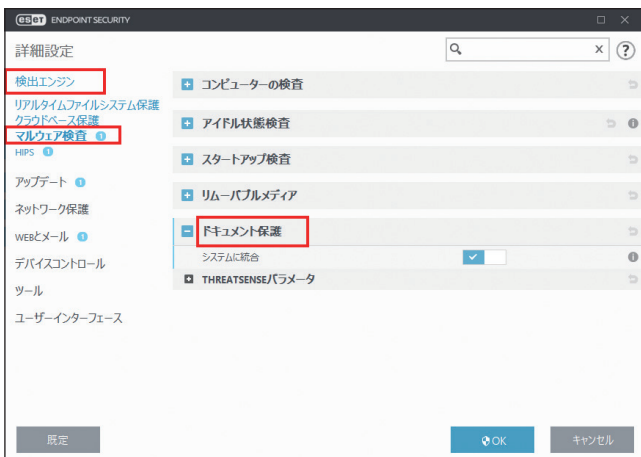 eseT ENDPOINT SECURITY
詳細設定
検出エンジン
リアルタイムファイルシステム保護
クラウドベース保護
マルウェア検査 1
HIPS 1
アップデート 1
ネットワーク保護
WEBとメール 1
デバイスコントロール
ツール
ユーザーインターフェース
コンピューターの検査
アイドル状態検査
スタートアップ検査
リムーバブルメディア
ドキュメント保護
システムに統合
THREATSENSEパラメータ
既定
OK
キャンセル